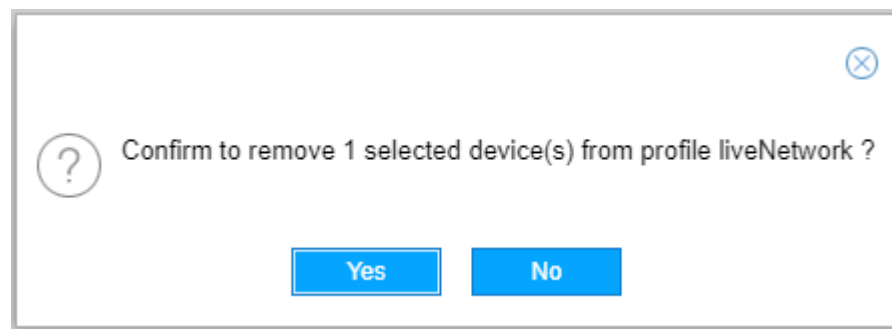 Confirm to remove 1 selected device(s) from profile liveNetwork ?
Yes
No